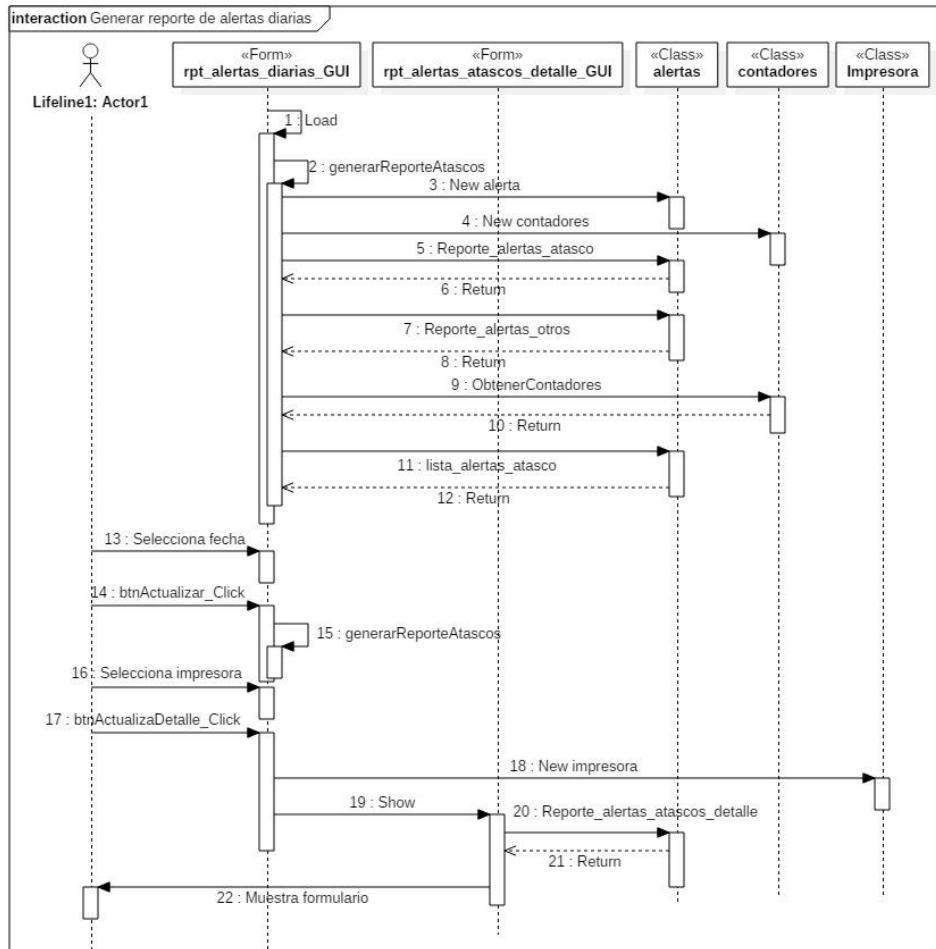 interaction Generar reporte de alertas diarias
Lifeline1: Actor1
«Form»
rpt_alertas_diarias_GUI
«Form»
rpt_alertas_atascos_detalle_GUI
«Class»
alertas
«Class»
contadores
«Class»
Impresora
1 : Load
2 : generarReporteAtascos
3 : New alerta
4 : New contadores
5 : Reporte_alertas_atasco
6 : Return
7 : Reporte_alertas_otros
8 : Return
9 : ObtenerContadores
10 : Return
11 : lista_alertas_atasco
12 : Return
13 : Selecciona fecha
14 : btnActualizar_Click
15 : generarReporteAtascos
16 : Selecciona impresora
17 : btnActualizaDetalle_Click
18 : New impresora
19 : Show
20 : Reporte_alertas_atascos_detalle
21 : Return
22 : Muestra formulario